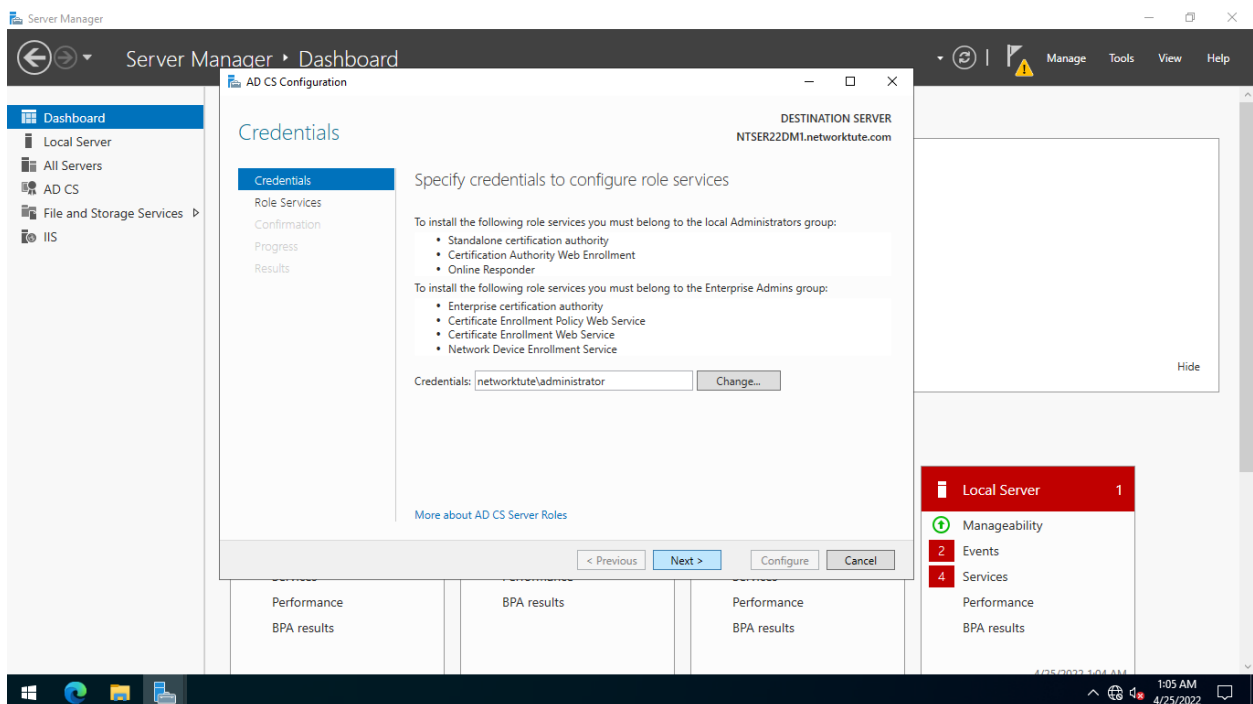 Server Manager
Server Manager • Dashboard
Manage Tools View Help
Dashboard
Local Server
All Servers
AD CS
File and Storage Services
IIS
AD CS Configuration
Credentials
DESTINATION SERVER
NTSER22DM1.networktute.com
Credentials
Role Services
Confirmation
Progress
Results
Specify credentials to configure role services
To install the following role services you must belong to the local Administrators group:
• Standalone certification authority
• Certification Authority Web Enrollment
• Online Responder
To install the following role services you must belong to the Enterprise Admins group:
• Enterprise certification authority
• Certificate Enrollment Policy Web Service
• Certificate Enrollment Web Service
• Network Device Enrollment Service
Credentials: networktute\administrator Change...
More about AD CS Server Roles
< Previous Next > Configure Cancel
Hide
Performance
BPA results
BPA results
Performance
BPA results
Local Server 1
Manageability
2 Events
4 Services
Performance
BPA results
4/25/2022 1:04 AM
1:05 AM
4/25/2022